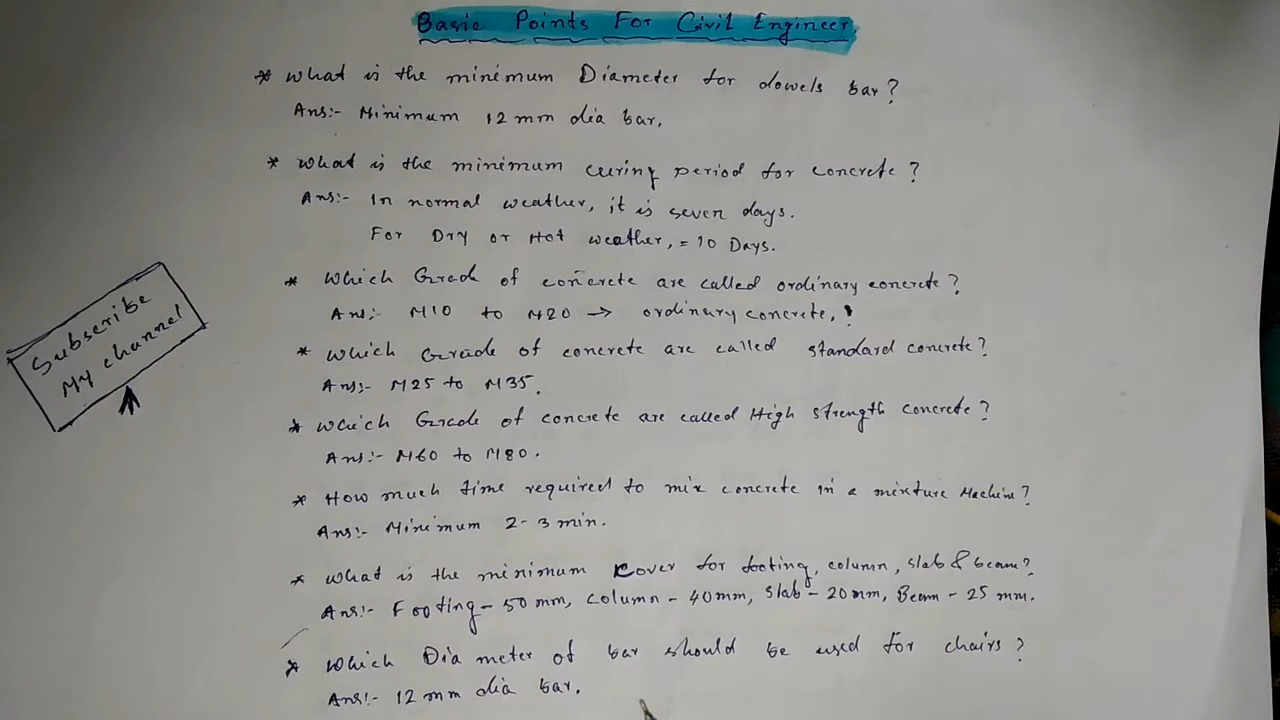 Basic Points For Civil Engineer.
* What is the minimum Diameter for dowels bar?
Ans:- Minimum 12 mm dia bar.
* What is the minimum curing period for concrete?
Ans:- In normal weather, it is seven days.
For Dry or Hot weather, = 10 Days.
* Which Grade of concrete are called ordinary concrete?
Ans:- M10 to M20 → ordinary concrete.
* Which Grade of concrete are called standard concrete?
Ans:- M25 to M35.
* Which Grade of concrete are called High strength concrete?
Ans:- M60 to M80.
* How much time required to mix concrete in a mixture Machine?
Ans:- Minimum 2-3 min.
* What is the minimum cover for footing, column, slab & beam?
Ans:- Footing - 50 mm, column - 40mm, Slab - 20mm, Beam - 25 mm.
* Which Dia meter of bar should be used for chairs?
Ans:- 12 mm dia bar.
Subscribe
My channel